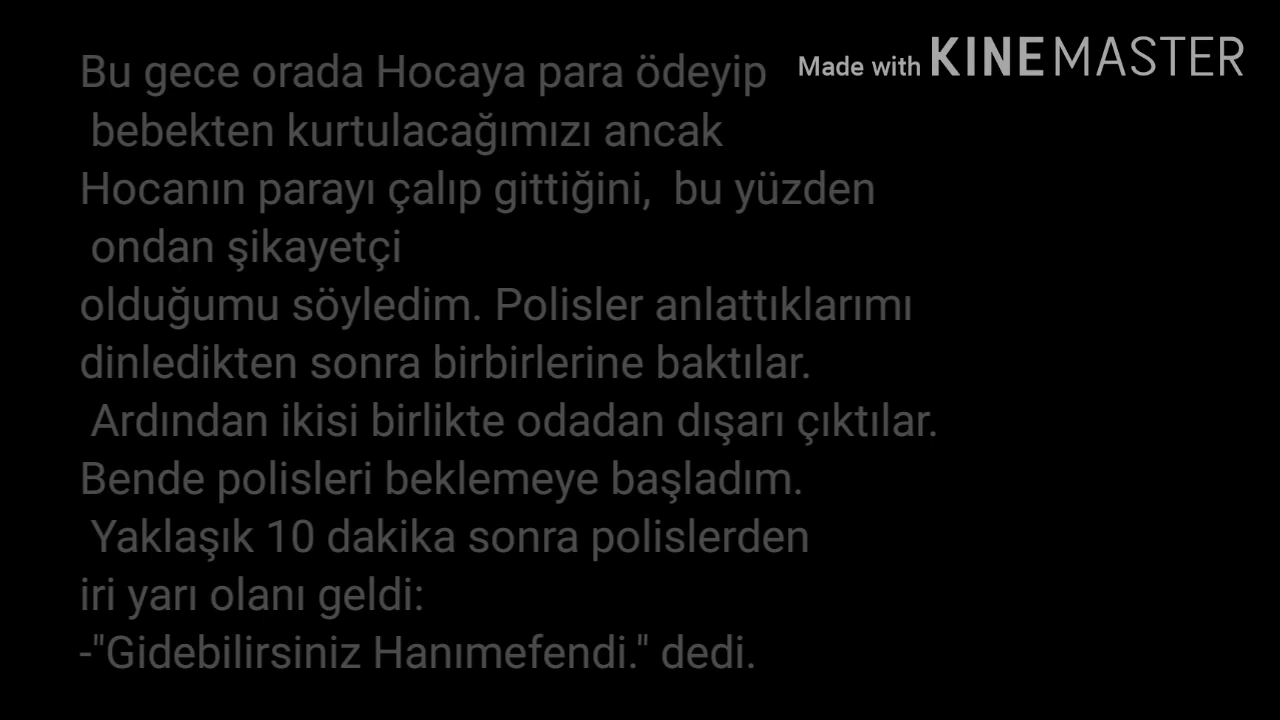 Bu gece orada Hocaya para ödeyip
Made with KINEMASTER
bebekten kurtulacağımızı ancak
Hocanın parayı çalıp gittiğini,  bu yüzden
ondan şikayetçi
olduğumu söyledim. Polisler anlattıklarımı
dinledikten sonra birbirlerine baktılar.
Ardından ikisi birlikte odadan dışarı çıktılar.
Bende polisleri beklemeye başladım.
Yaklaşık 10 dakika sonra polislerden
iri yarı olanı geldi:
-"Gidebilirsiniz Hanımefendi." dedi.